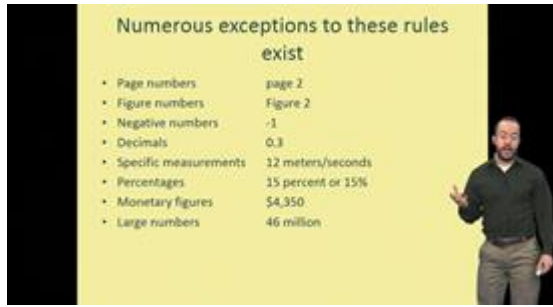 Numerous exceptions to these rules
exist
• Page numbers page 2
• Figure numbers Figure 2
• Negative numbers -1
• Decimals 0.3
• Specific measurements 12 meters/seconds
• Percentages 15 percent or 15%
• Monetary figures $4,350
• Large numbers 46 million